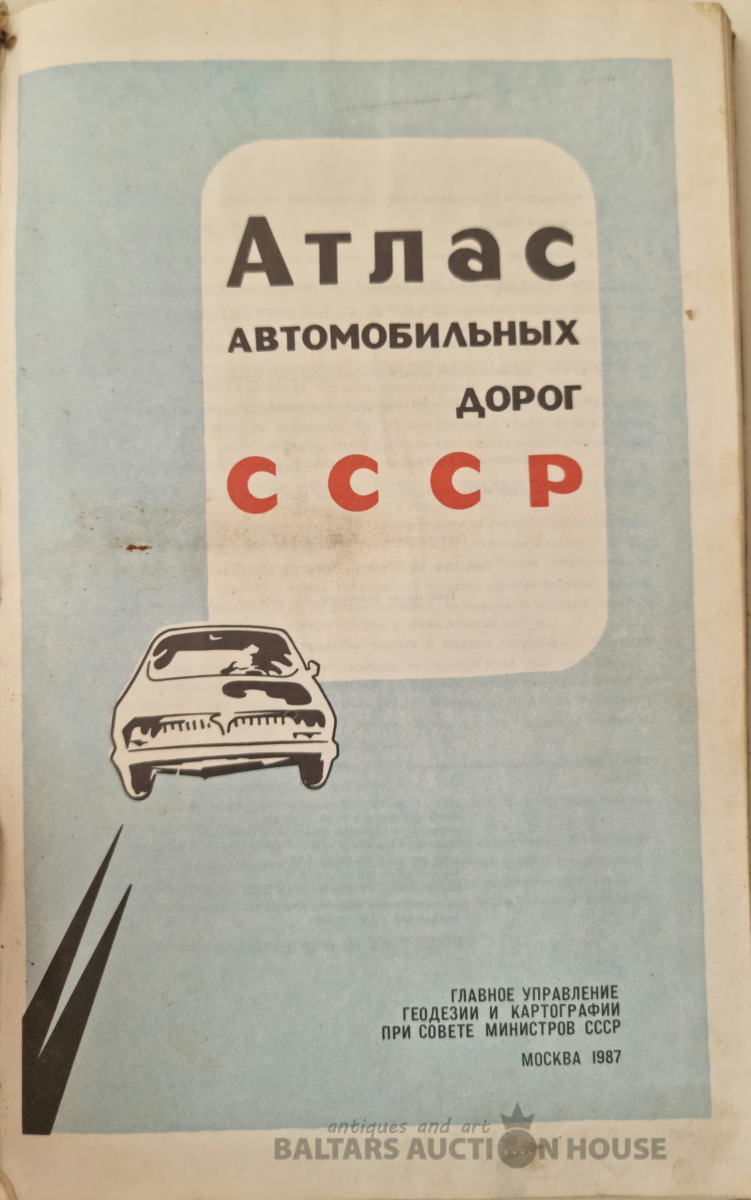 Атлас
АВТОМОБИЛЬНЫХ
ДОРОГ
СССР
ГЛАВНОЕ УПРАВЛЕНИЕ
ГЕОДЕЗИИ И КАРТОГРАФИИ
ПРИ СОВЕТЕ МИНИСТРОВ СССР
МОСКВА 1987
antiques and art
BALTARS AUCTION HOUSE